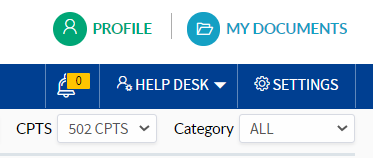 PROFILE MY DOCUMENTS
0 HELP DESK SETTINGS
CPTS 502 CPTS Category ALL